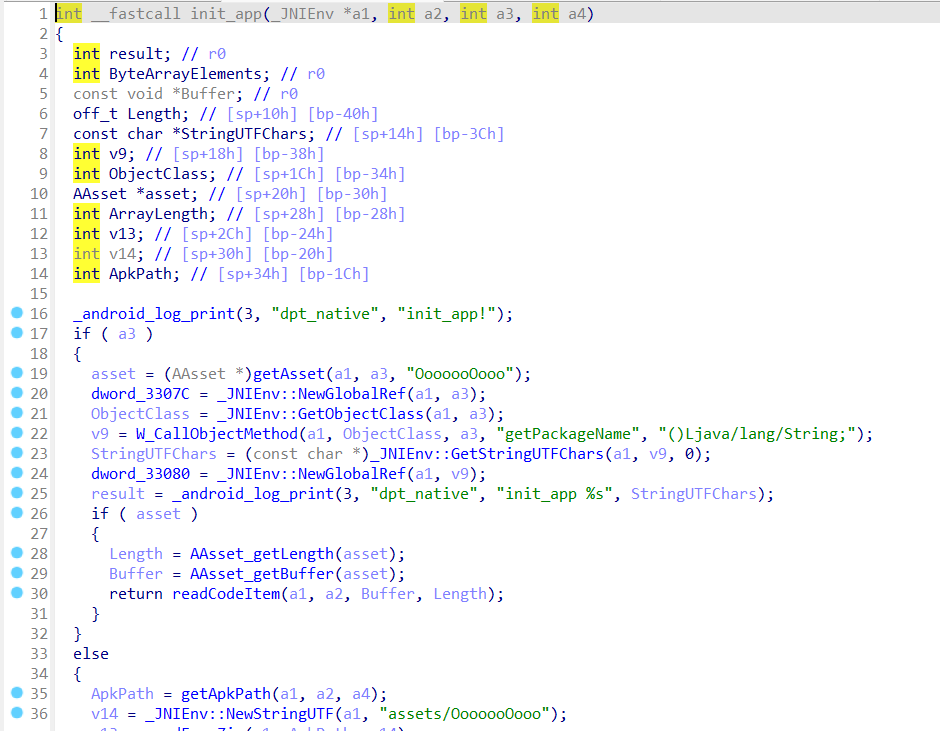 1 int __fastcall init_app(_JNIEnv *a1, int a2, int a3, int a4)
2 {
3 int result; // r0
4 int ByteArrayElements; // r0
5 const void *Buffer; // r0
6 off_t Length; // [sp+10h] [bp-40h]
7 const char *StringUTFChars; // [sp+14h] [bp-3Ch]
8 int v9; // [sp+18h] [bp-38h]
9 int ObjectClass; // [sp+1Ch] [bp-34h]
10 AAsset *asset; // [sp+20h] [bp-30h]
11 int ArrayLength; // [sp+28h] [bp-28h]
12 int v13; // [sp+2Ch] [bp-24h]
13 int v14; // [sp+30h] [bp-20h]
14 int ApkPath; // [sp+34h] [bp-1Ch]
15
16 _android_log_print(3, "dpt_native", "init_app!");
17 if ( a3 )
18 {
19 asset = (AAsset *)getAsset(a1, a3, "OoooooOooo");
20 dword_3307C = _JNIEnv::NewGlobalRef(a1, a3);
21 ObjectClass = _JNIEnv::GetObjectClass(a1, a3);
22 v9 = W_CallObjectMethod(a1, ObjectClass, a3, "getPackageName", "()Ljava/lang/String;");
23 StringUTFChars = (const char *)_JNIEnv::GetStringUTFChars(a1, v9, 0);
24 dword_33080 = _JNIEnv::NewGlobalRef(a1, v9);
25 result = _android_log_print(3, "dpt_native", "init_app %s", StringUTFChars);
26 if ( asset )
27 {
28 Length = AAsset_getLength(asset);
29 Buffer = AAsset_getBuffer(asset);
30 return readCodeItem(a1, a2, Buffer, Length);
31 }
32 }
33 else
34 {
35 ApkPath = getApkPath(a1, a2, a4);
36 v14 = _JNIEnv::NewStringUTF(a1, "assets/OoooooOooo");